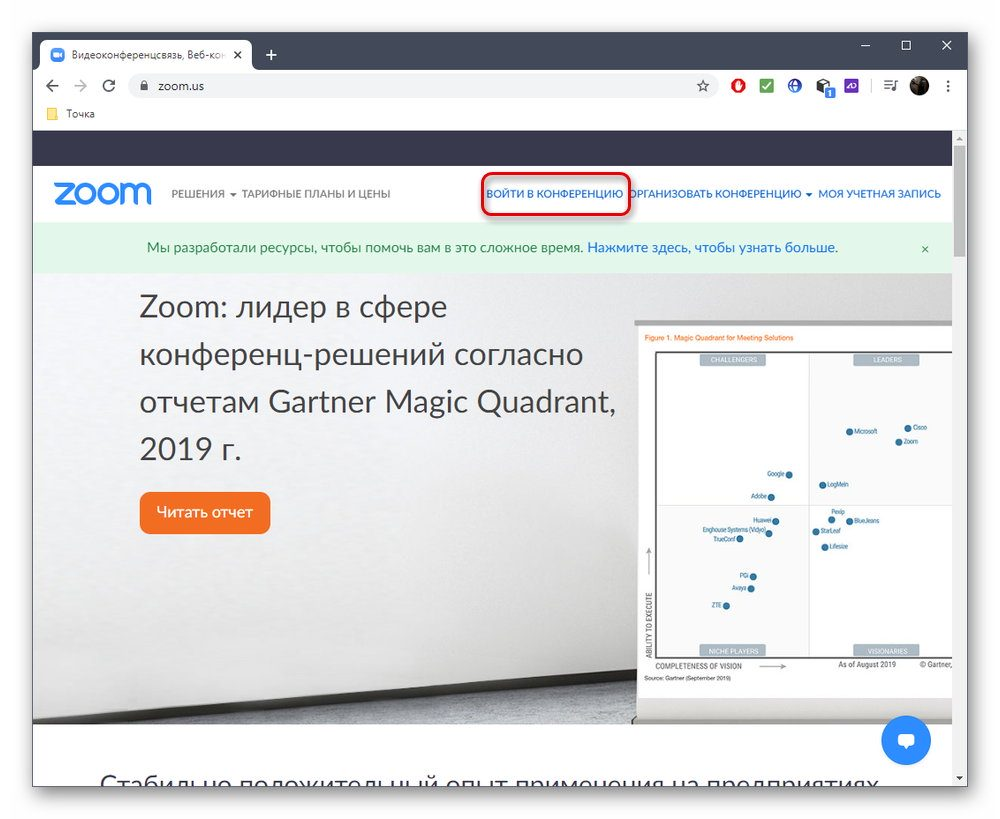 Видеоконференцсвязь, Веб-кон
zoom.us
1
Точка
zoom
РЕШЕНИЯ ТАРИФНЫЕ ПЛАНЫ И ЦЕНЫ ВОЙТИ В КОНФЕРЕНЦИЮ ОРГАНИЗОВАТЬ КОНФЕРЕНЦИЮ МОЯ УЧЕТНАЯ ЗАПИСЬ
Мы разработали ресурсы, чтобы помочь вам в это сложное время. Нажмите здесь, чтобы узнать больше.
Zoom: лидер в сфере
конференц-решений согласно
отчетам Gartner Magic Quadrant,
2019 г.
Читать отчет
Figure 1. Magic Quadrant for Meeting Solutions
CHALLENGERS
LEADERS
Microsoft
Cisco
Zoom
Google
LogMeIn
Adobe
Pexip
Huawei
BlueJeans
Enghouse Systems (Vidyo)
StarLeaf
TrueConf
Lifesize
PGi
Avaya
ZTE
ABILITY TO EXECUTE
NICHE PLAYERS
VISIONARIES
COMPLETENESS OF VISION
As of August 2019
© Gartner,
Source: Gartner (September 2019)
Стабильно положительный опыт применения на предприятиях